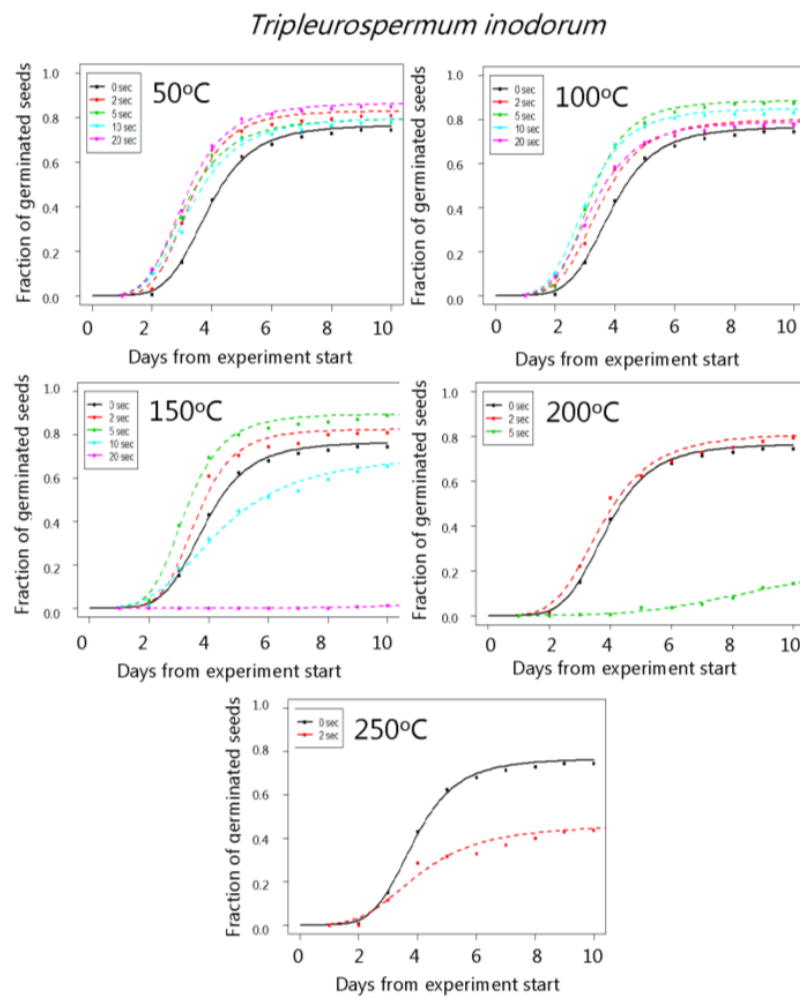 Tripleurospermum inodorum
50ºC
0 sec
2 sec
5 sec
10 sec
20 sec
Fraction of germinated seeds
1.0
0.8
0.6
0.4
0.2
0.0
0 2 4 6 8 10
Days from experiment start
100ºC
0 sec
2 sec
5 sec
10 sec
20 sec
Fraction of germinated seeds
1.0
0.8
0.6
0.4
0.2
0.0
0 2 4 6 8 10
Days from experiment start
150ºC
0 sec
2 sec
5 sec
10 sec
20 sec
Fraction of germinated seeds
1.0
0.8
0.6
0.4
0.2
0.0
0 2 4 6 8 10
Days from experiment start
200ºC
0 sec
2 sec
5 sec
Fraction of germinated seeds
1.0
0.8
0.6
0.4
0.2
0.0
0 2 4 6 8 10
Days from experiment start
250ºC
0 sec
2 sec
Fraction of germinated seeds
1.0
0.8
0.6
0.4
0.2
0.0
0 2 4 6 8 10
Days from experiment start